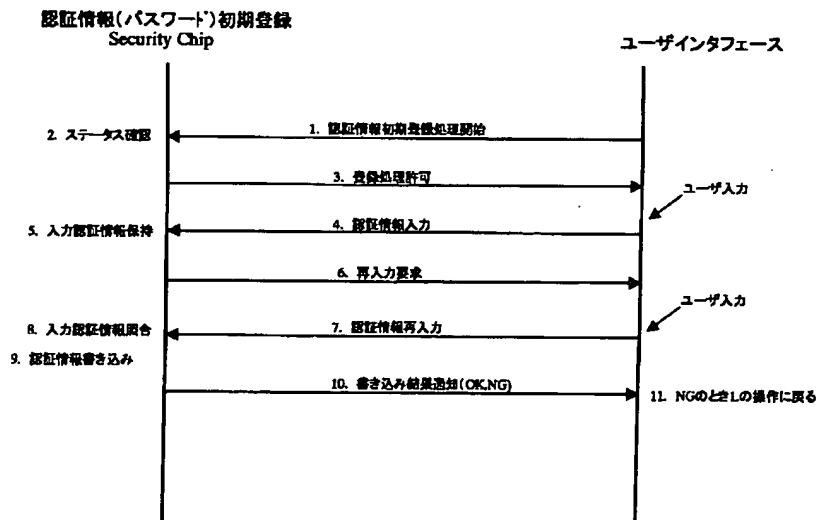 認証情報(パスワード)初期登録
Security Chip
ユーザインタフェース
1. 認証情報初期登録処理開始
2. ステータス確認
3. 登録処理許可
ユーザ入力
4. 認証情報入力
5. 入力認証情報保持
6. 再入力要求
ユーザ入力
7. 認証情報再入力
8. 入力認証情報照合
9. 認証情報書き込み
10. 書き込み結果通知(OK,NG)
11. NGのとき1.の操作に戻る